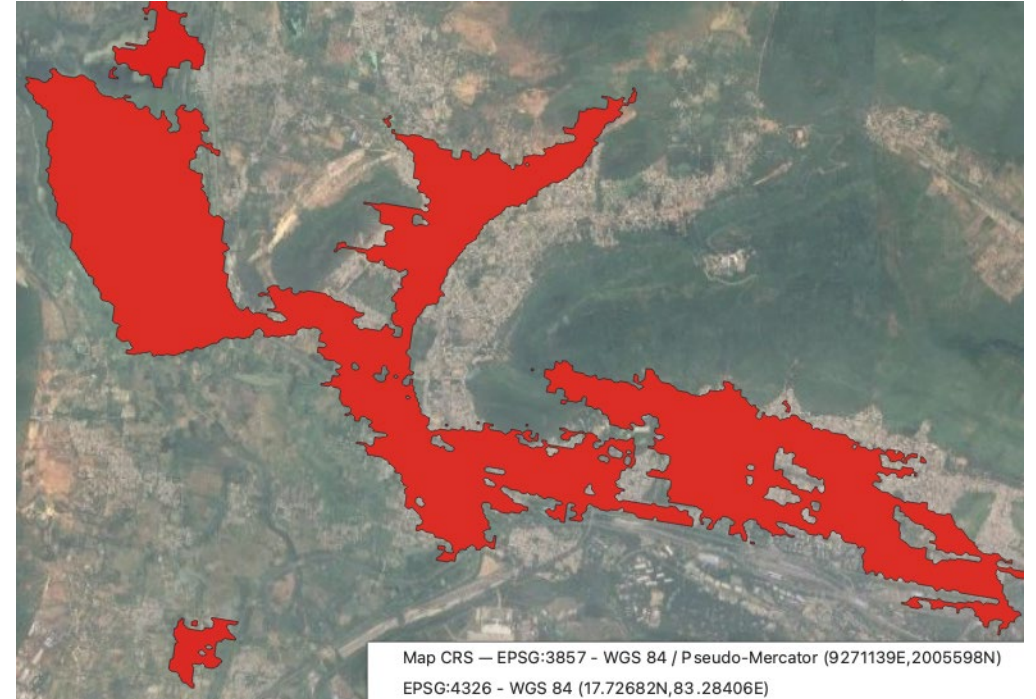 Map CRS — EPSG:3857 - WGS 84 / Pseudo-Mercator (9271139E,2005598N)
EPSG:4326 - WGS 84 (17.72682N,83.28406E)